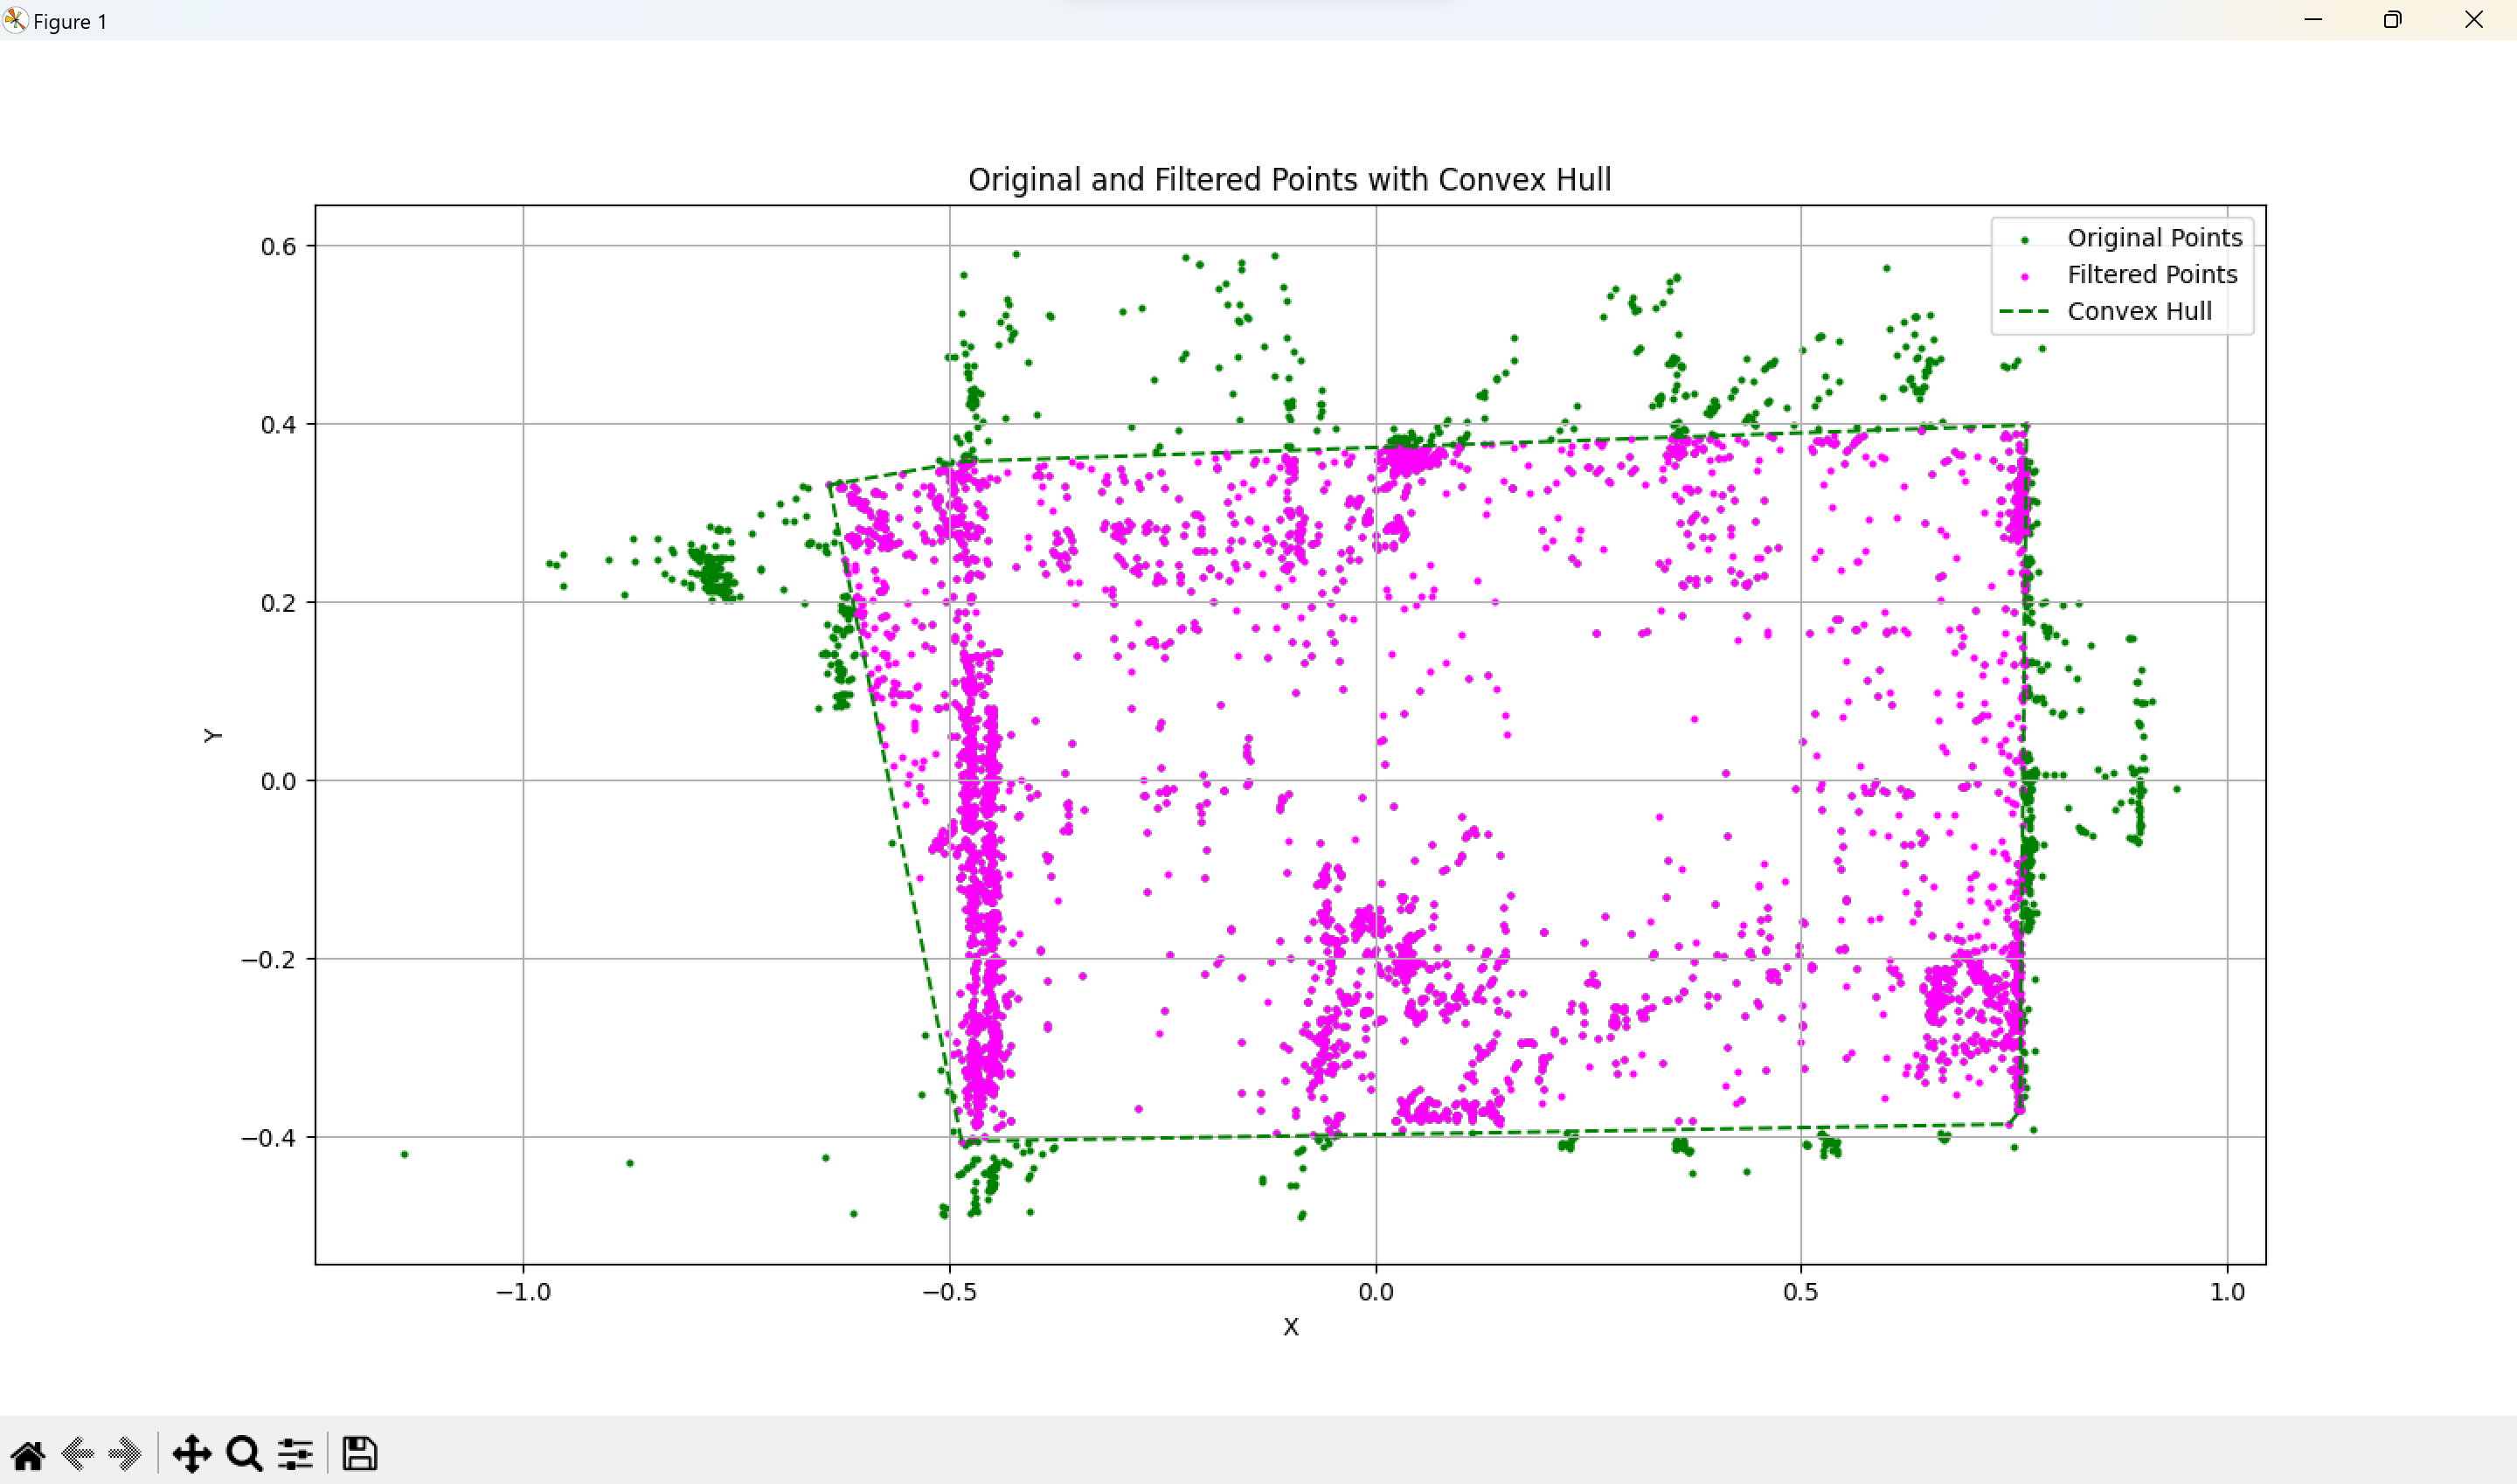 Figure 1
Original and Filtered Points with Convex Hull
Original Points
Filtered Points
Convex Hull
0.6
0.4
0.2
0.0
−0.2
−0.4
Y
−1.0 −0.5 0.0 0.5 1.0
X